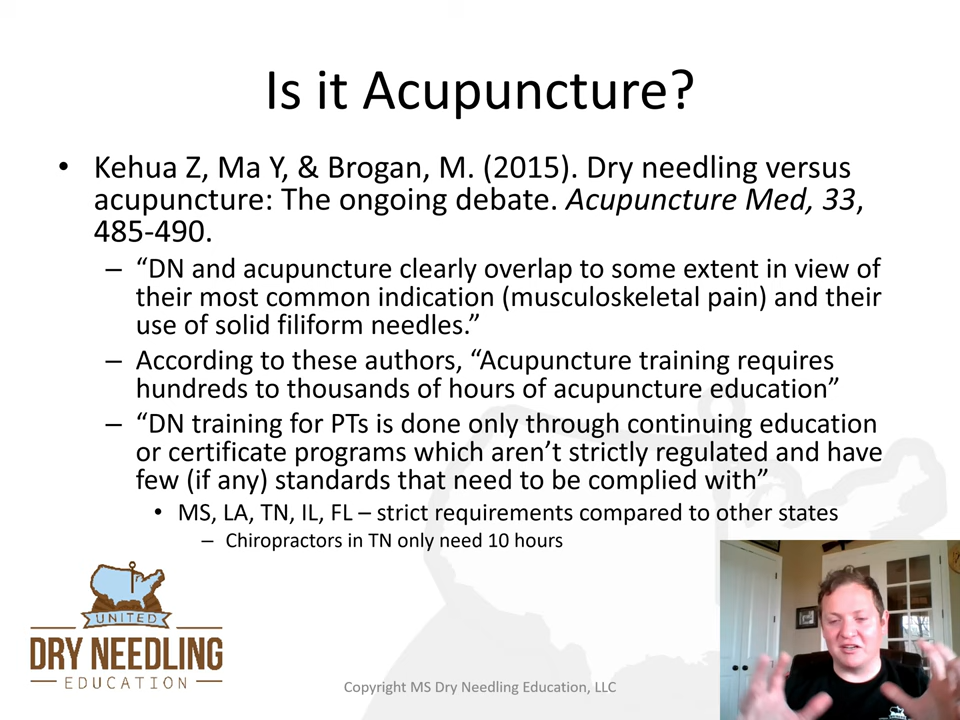 Is it Acupuncture?
• Kehua Z, Ma Y, & Brogan, M. (2015). Dry needling versus
acupuncture: The ongoing debate. Acupuncture Med, 33,
485-490.
– “DN and acupuncture clearly overlap to some extent in view of
their most common indication (musculoskeletal pain) and their
use of solid filiform needles.”
– According to these authors, “Acupuncture training requires
hundreds to thousands of hours of acupuncture education”
– “DN training for PTs is done only through continuing education
or certificate programs which aren’t strictly regulated and have
few (if any) standards that need to be complied with”
• MS, LA, TN, IL, FL – strict requirements compared to other states
– Chiropractors in TN only need 10 hours
UNITED
DRY NEEDLING
EDUCATION
Copyright MS Dry Needling Education, LLC